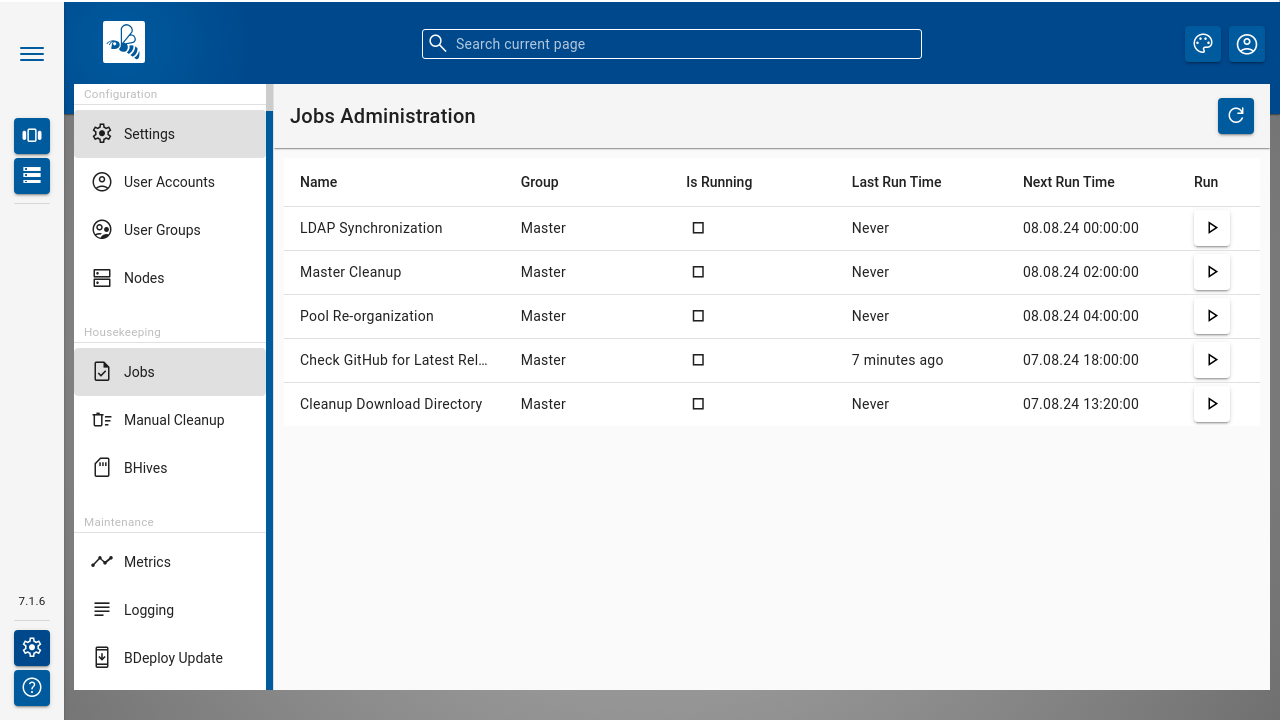 Search current page
Configuration
Settings
User Accounts
User Groups
Nodes
Housekeeping
Jobs
Manual Cleanup
BHives
Maintenance
Metrics
Logging
BDeploy Update
7.1.6
Jobs Administration
Name Group Is Running Last Run Time Next Run Time Run
LDAP Synchronization Master Never 08.08.24 00:00:00
Master Cleanup Master Never 08.08.24 02:00:00
Pool Re-organization Master Never 08.08.24 04:00:00
Check GitHub for Latest Rel… Master 7 minutes ago 07.08.24 18:00:00
Cleanup Download Directory Master Never 07.08.24 13:20:00